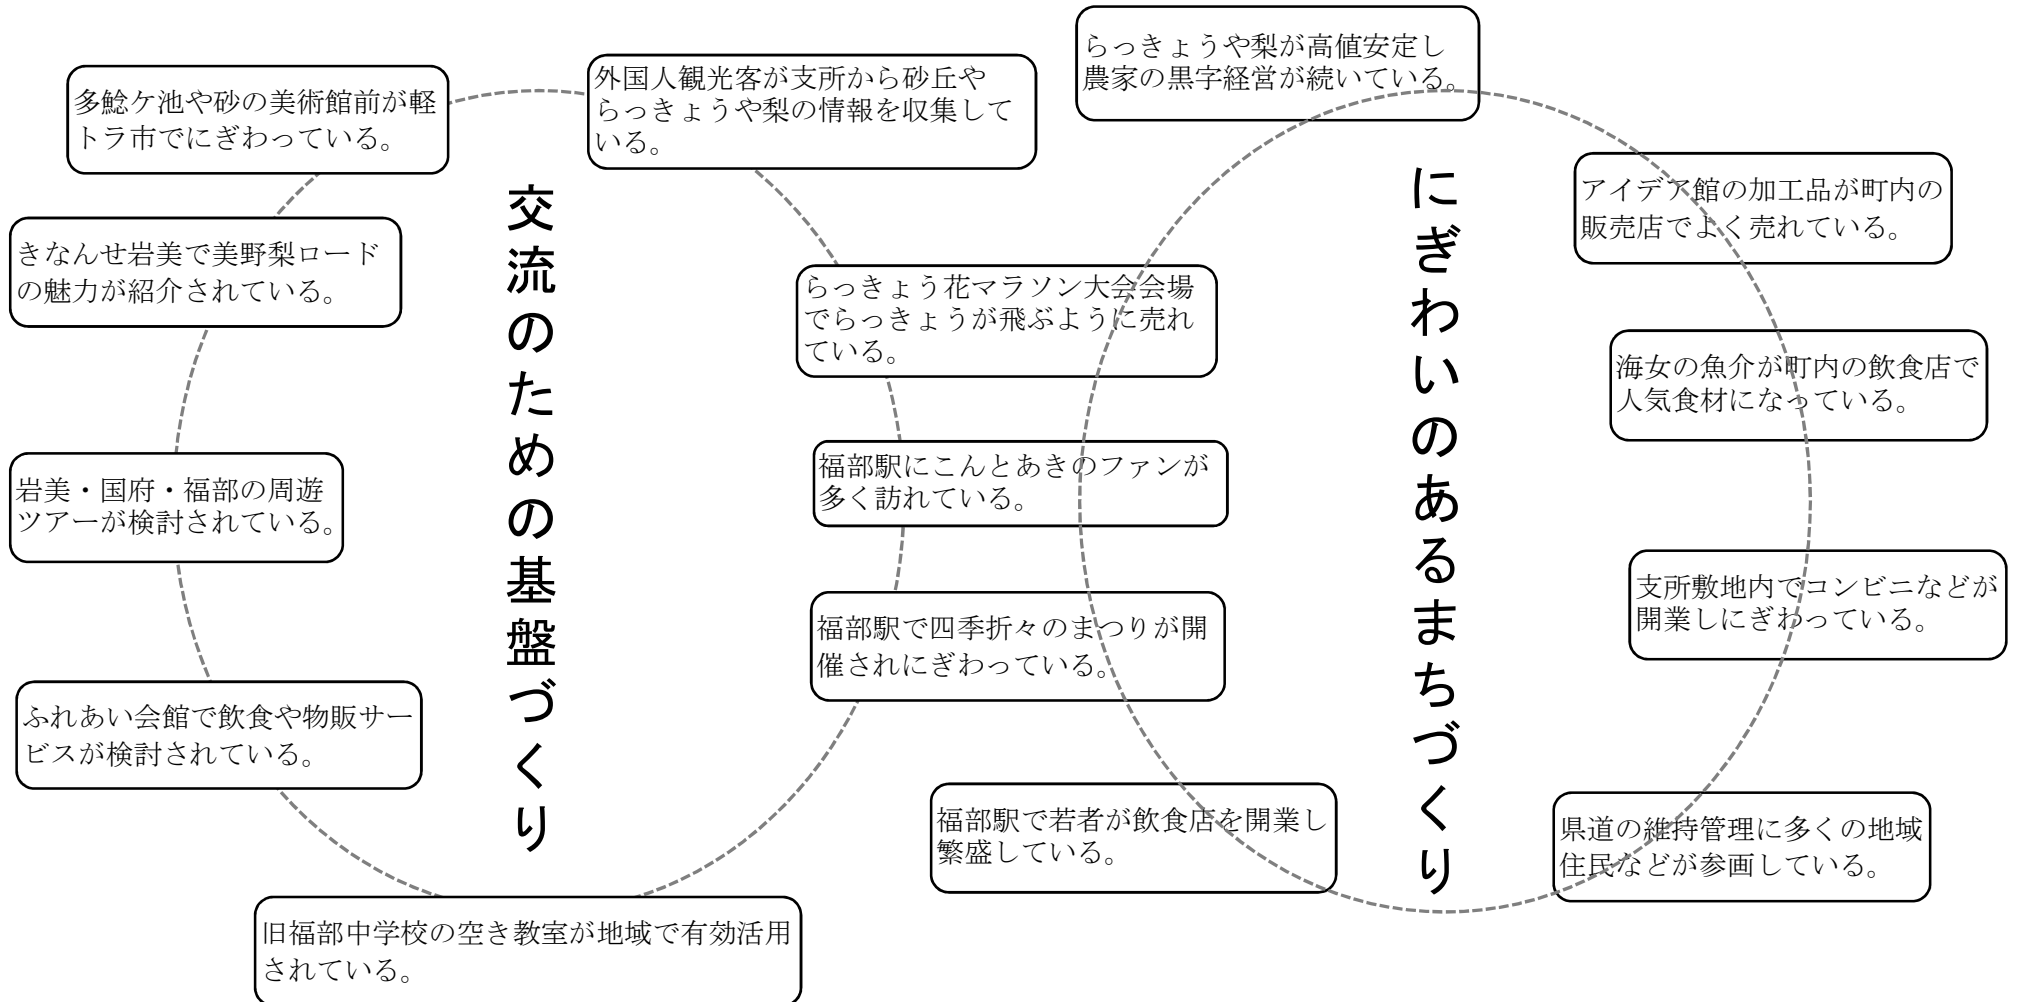 多鯰ケ池や砂の美術館前が軽
トラ市でにぎわっている。
外国人観光客が支所から砂丘や
らっきょうや梨の情報を収集して
いる。
らっきょうや梨が高値安定し
農家の黒字経営が続いている。
きなんせ岩美で美野梨ロード
の魅力が紹介されている。
交流のための基盤づくり
らっきょう花マラソン大会会場
でらっきょうが飛ぶように売れ
ている。
にぎわいのあるまちづくり
アイデア館の加工品が町内の
販売店でよく売れている。
海女の魚介が町内の飲食店で
人気食材になっている。
岩美・国府・福部の周遊
ツアーが検討されている。
福部駅にこんとあきのファンが
多く訪れている。
支所敷地内でコンビニなどが
開業しにぎわっている。
福部駅で四季折々のまつりが開
催されにぎわっている。
ふれあい会館で飲食や物販サー
ビスが検討されている。
福部駅で若者が飲食店を開業し
繁盛している。
県道の維持管理に多くの地域
住民などが参画している。
旧福部中学校の空き教室が地域で有効活用
されている。